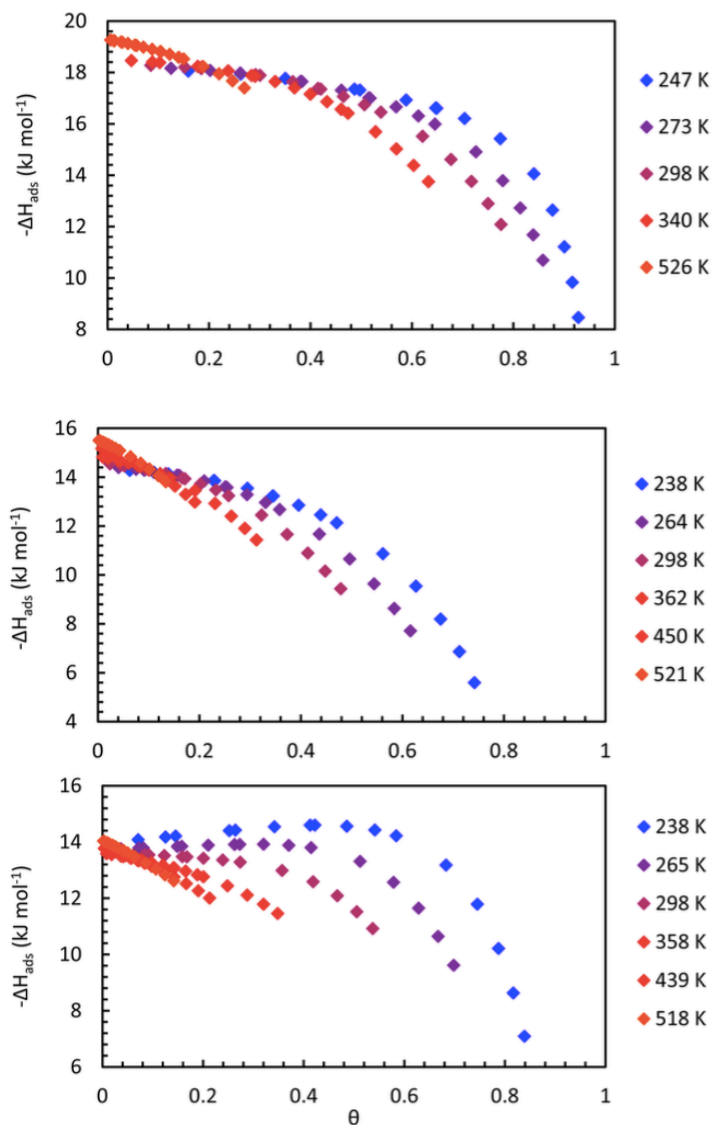 20
18
16
14
12
10
8
-ΔHads (kJ mol-1)
0
0.2
0.4
0.6
0.8
1
247 K
273 K
298 K
340 K
526 K
16
14
12
10
8
6
4
-ΔHads (kJ mol-1)
0
0.2
0.4
0.6
0.8
1
238 K
264 K
298 K
362 K
450 K
521 K
16
14
12
10
8
6
-ΔHads (kJ mol-1)
0
0.2
0.4
0.6
0.8
1
θ
238 K
265 K
298 K
358 K
439 K
518 K